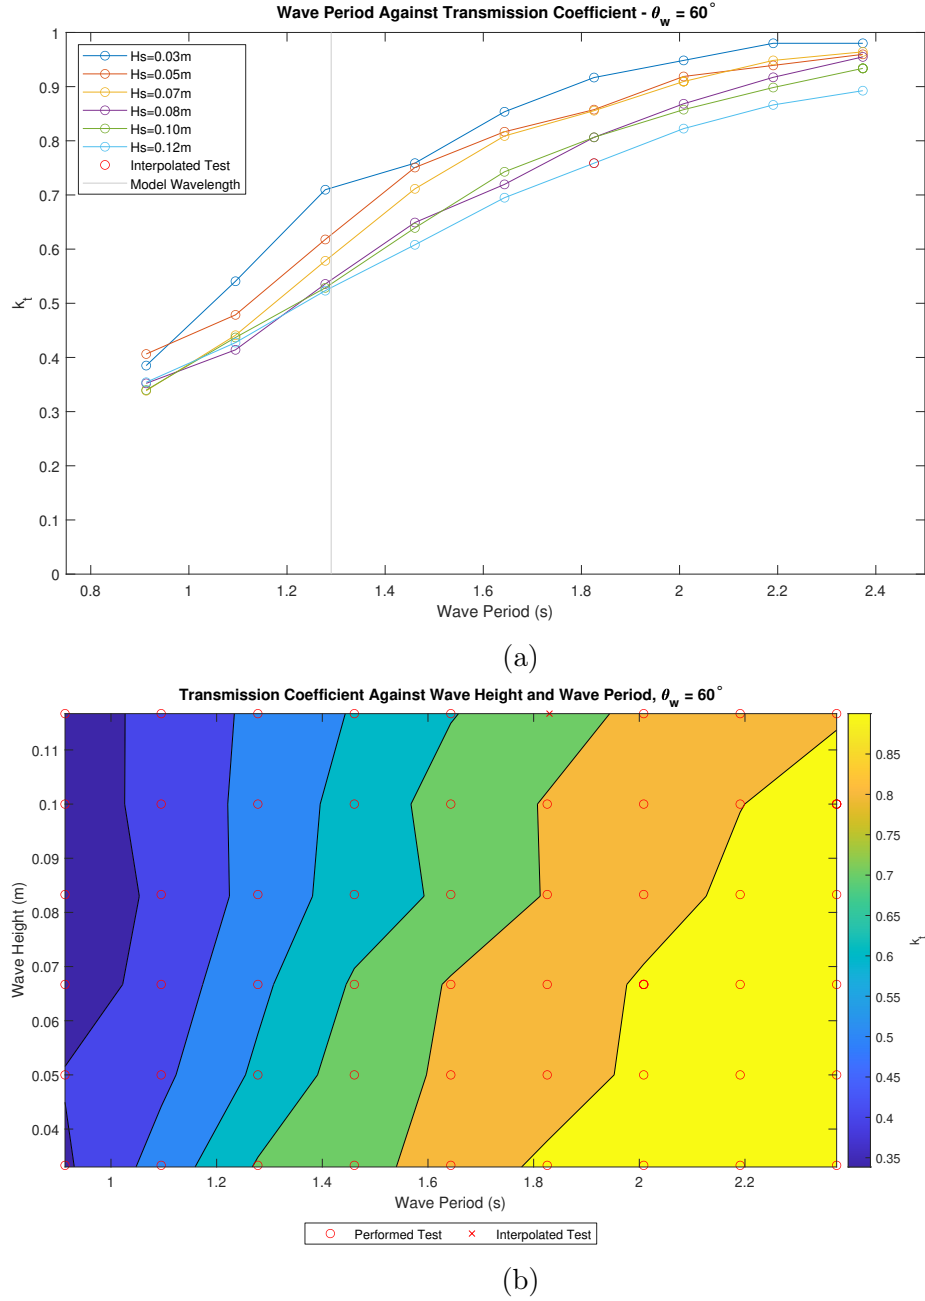 Wave Period Against Transmission Coefficient - θ_w = 60°
1
0.9
0.8
0.7
0.6
0.5
0.4
0.3
0.2
0.1
0
k_t
Hs=0.03m
Hs=0.05m
Hs=0.07m
Hs=0.08m
Hs=0.10m
Hs=0.12m
Interpolated Test
Model Wavelength
0.8 1 1.2 1.4 1.6 1.8 2 2.2 2.4
Wave Period (s)
(a)
Transmission Coefficient Against Wave Height and Wave Period, θ_w = 60°
0.11
0.1
0.09
0.08
0.07
0.06
0.05
0.04
Wave Height (m)
1 1.2 1.4 1.6 1.8 2 2.2
Wave Period (s)
0.85
0.8
0.75
0.7
0.65
0.6
0.55
0.5
0.45
0.4
0.35
k_t
Performed Test Interpolated Test
(b)